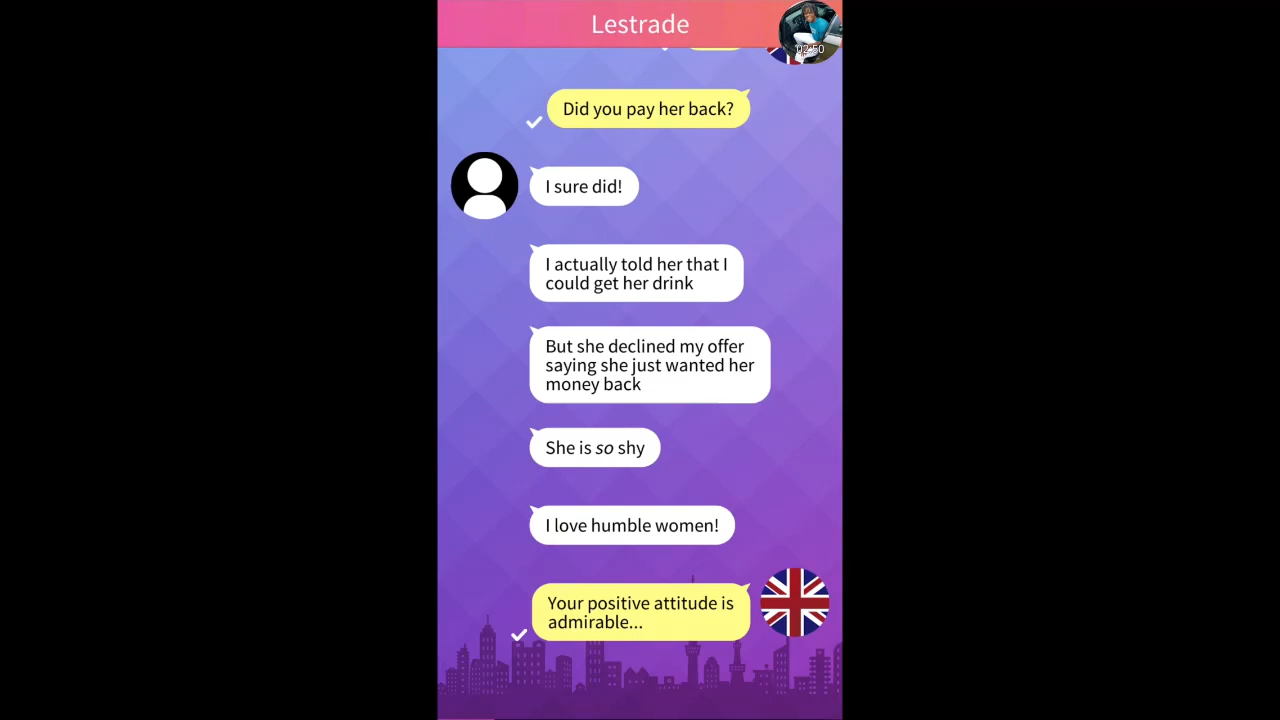 Lestrade
02:50
Did you pay her back?
I sure did!
I actually told her that I
could get her drink
But she declined my offer
saying she just wanted her
money back
She is so shy
I love humble women!
Your positive attitude is
admirable...